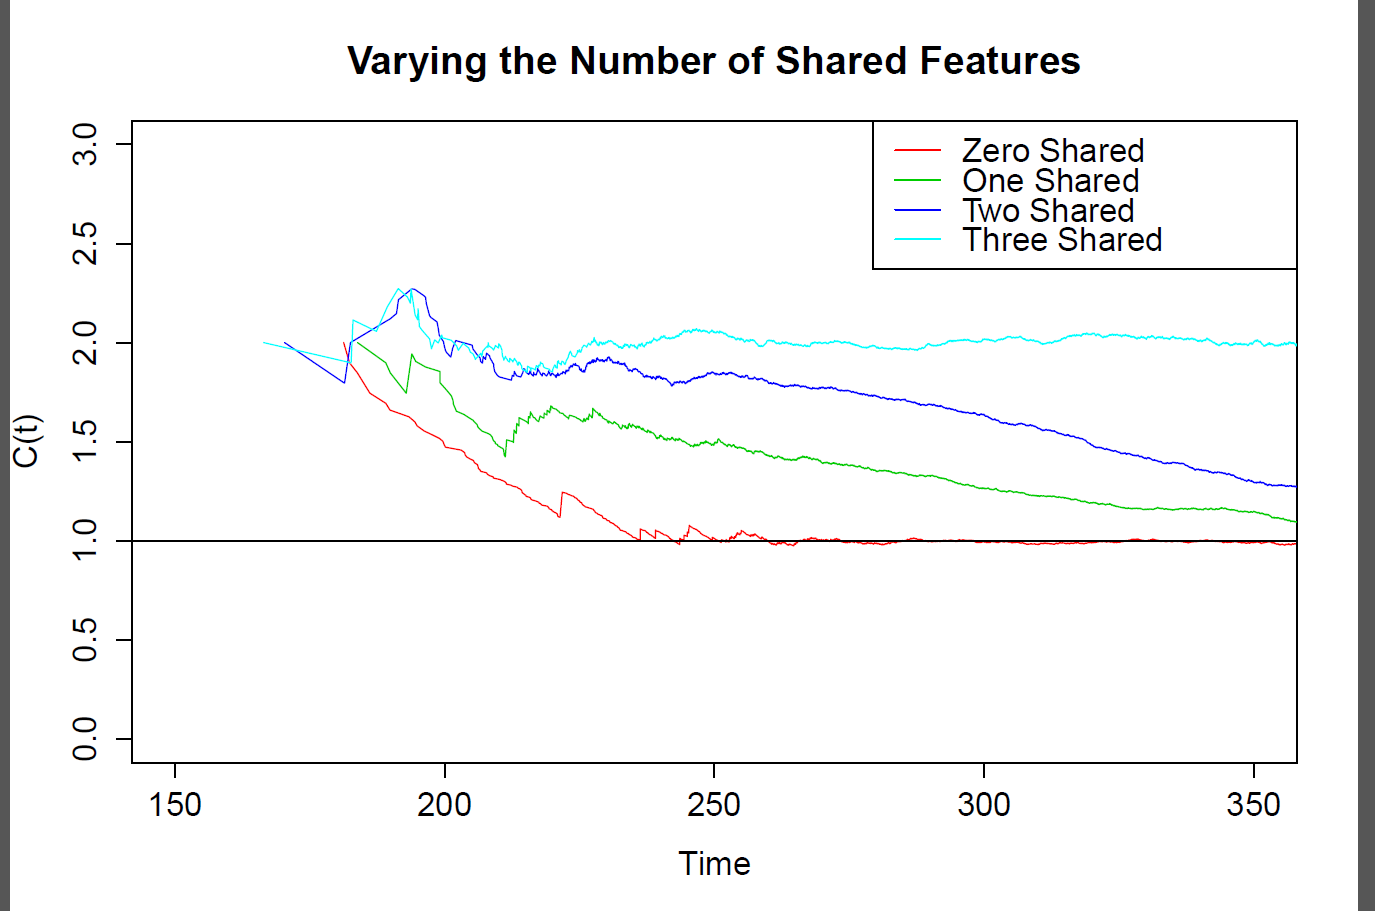 Varying the Number of Shared Features
3.0
2.5
2.0
1.5
1.0
0.5
0.0
C(t)
Zero Shared
One Shared
Two Shared
Three Shared
150 200 250 300 350
Time